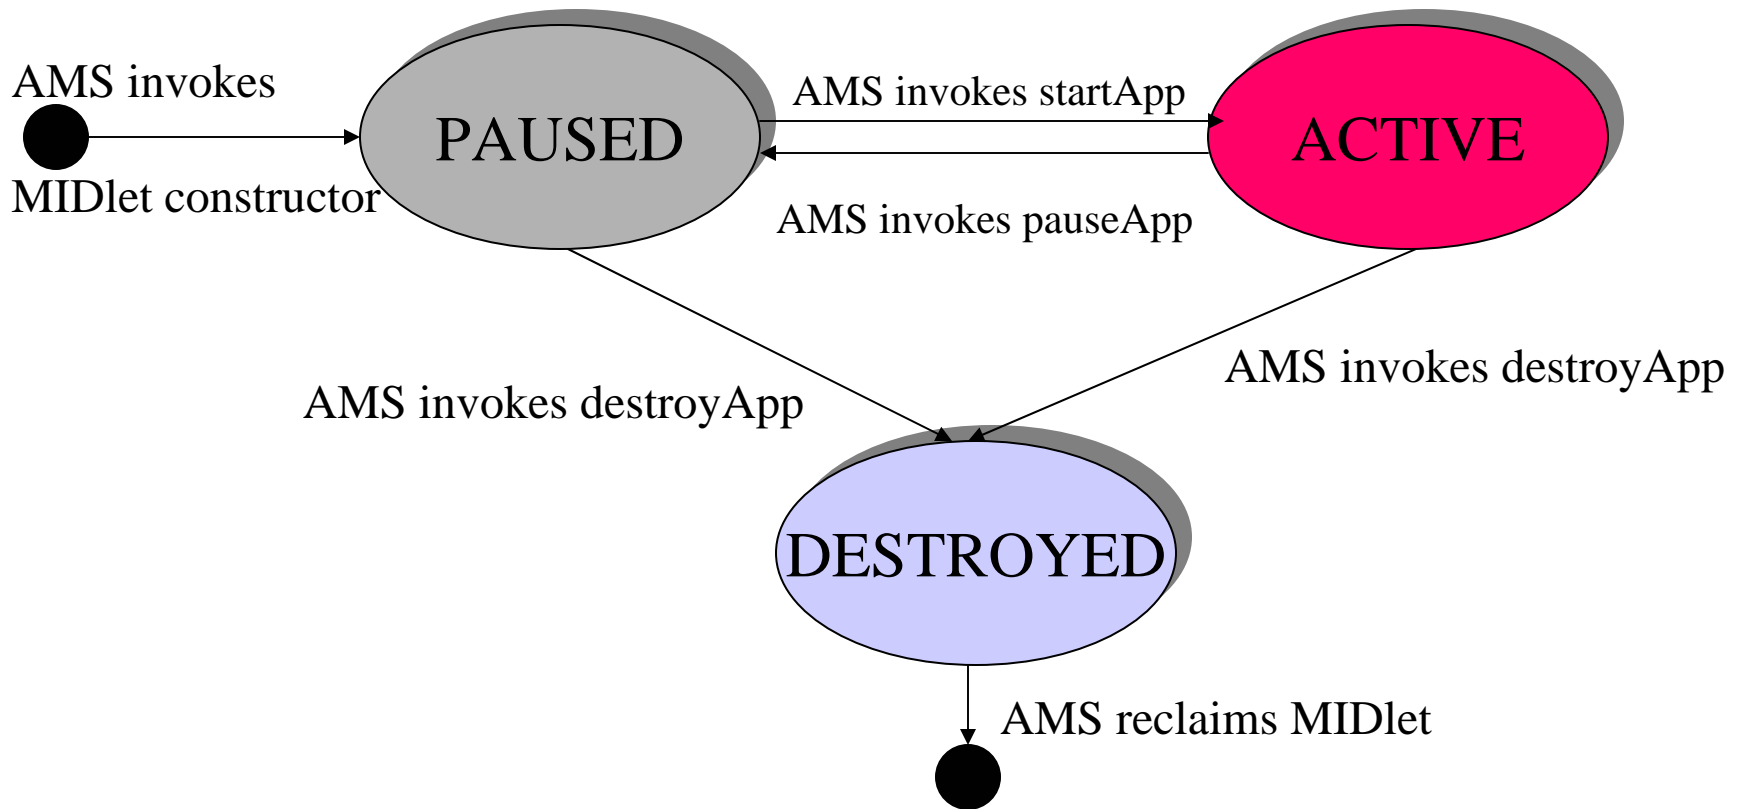 AMS invokes
MIDlet constructor
PAUSED
AMS invokes startApp
AMS invokes pauseApp
ACTIVE
AMS invokes destroyApp
AMS invokes destroyApp
DESTROYED
AMS reclaims MIDlet